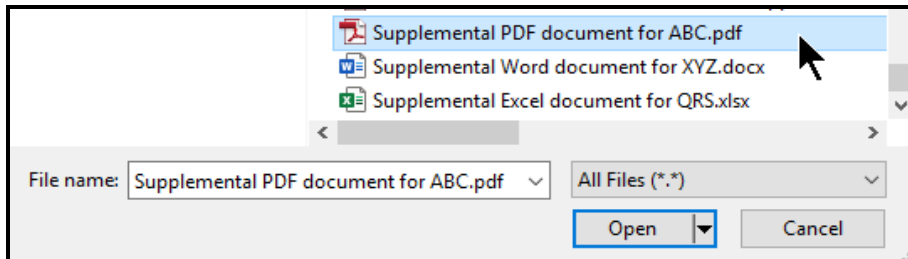 Supplemental PDF document for ABC.pdf
Supplemental Word document for XYZ.docx
Supplemental Excel document for QRS.xlsx
File name: Supplemental PDF document for ABC.pdf All Files (*.*)
Open Cancel